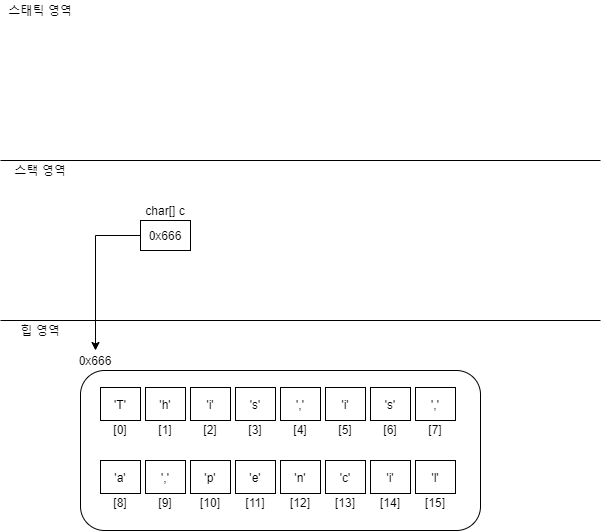 스태틱 영역
스택 영역
char[] c
0x666
힙 영역
0x666
'T' 'h' 'i' 's' ',' 'i' 's' ','
[0] [1] [2] [3] [4] [5] [6] [7]
'a' ',' 'p' 'e' 'n' 'c' 'i' 'l'
[8] [9] [10] [11] [12] [13] [14] [15]